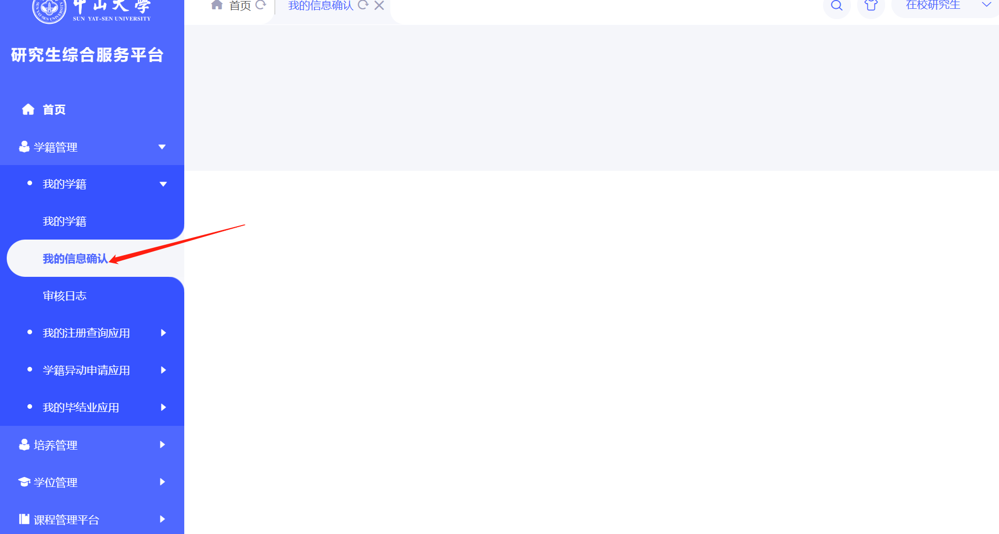 中山大学
SUN YAT-SEN UNIVERSITY
SUN YAT-SEN UNIVERSITY
首页
我的信息确认
在校研究生
研究生综合服务平台
首页
学籍管理
我的学籍
我的学籍
我的信息确认
审核日志
我的注册查询应用
学籍异动申请应用
我的毕结业应用
培养管理
学位管理
课程管理平台